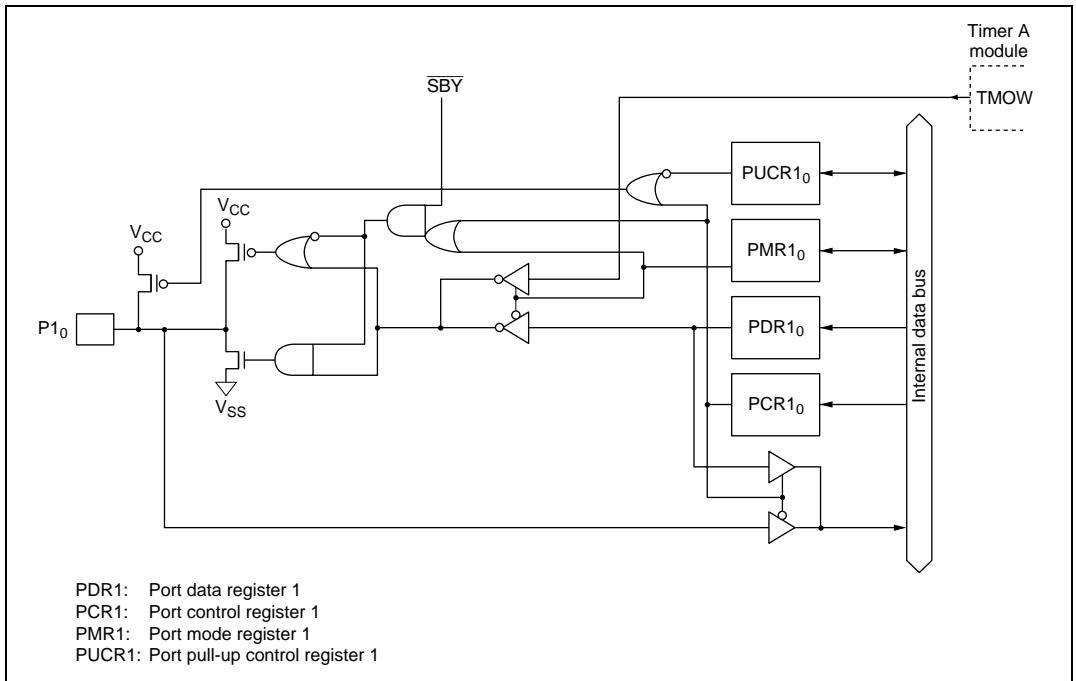 Timer A
module
TMOW
SBY
PUCR1₀
V_CC
V_CC
PMR1₀
P1₀
PDR1₀
PCR1₀
V_SS
Internal data bus
PDR1: Port data register 1
PCR1: Port control register 1
PMR1: Port mode register 1
PUCR1: Port pull-up control register 1